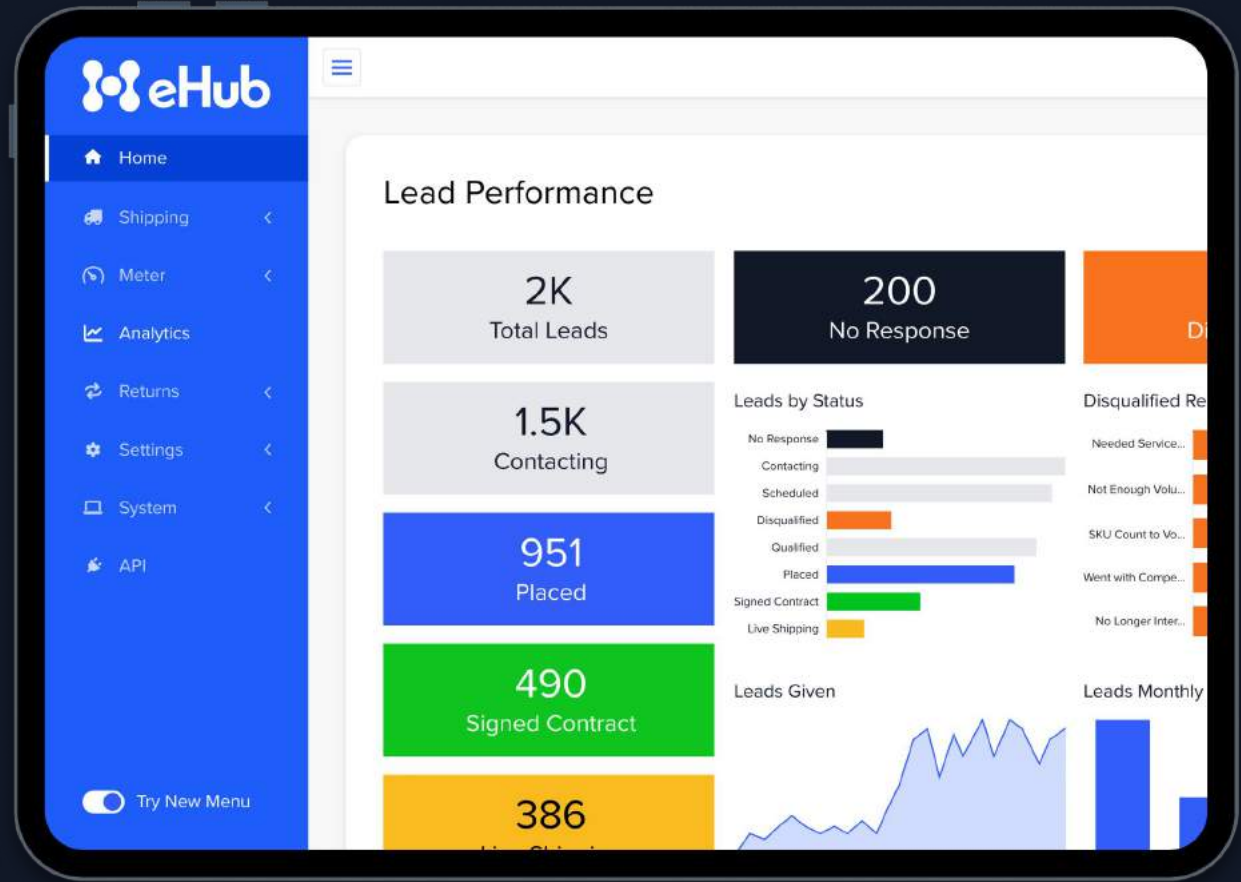 eHub
Home
Shipping
Meter
Analytics
Returns
Settings
System
API
Try New Menu
Lead Performance
2K
Total Leads
1.5K
Contacting
951
Placed
490
Signed Contract
386
200
No Response
Leads by Status
No Response
Contacting
Scheduled
Disqualified
Qualified
Placed
Signed Contract
Live Shipping
Leads Given
Disqualified Re
Needed Service...
Not Enough Volu...
SKU Count to Vo...
Went with Compe...
No Longer Inter...
Leads Monthly